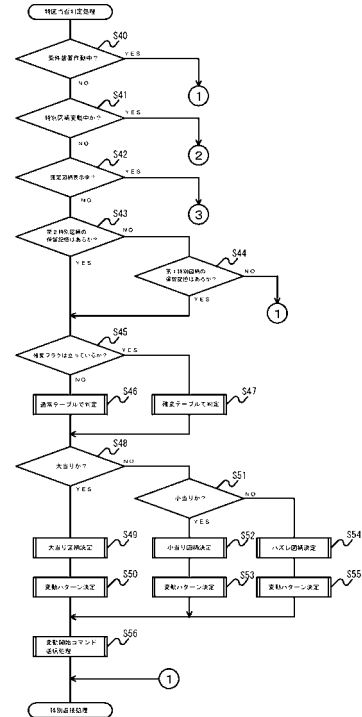 特図当否判定処理
S40
条件装置作動中?
YES
①
NO
S41
特別図柄変動中か?
YES
②
NO
S42
確定図柄表示中?
YES
③
NO
S43
第2特別図柄の
保留記憶はあるか?
NO
YES
S44
第1特別図柄の
保留記憶はあるか?
NO
①
YES
S45
確変フラグは立っているか?
YES
NO
S46
通常テーブルで判定
S47
確変テーブルで判定
S48
大当りか?
NO
YES
S51
小当りか?
NO
YES
S49
大当り図柄決定
S52
小当り図柄決定
S54
ハズレ図柄決定
S50
変動パターン決定
S53
変動パターン決定
S55
変動パターン決定
S56
変動開始コマンド
送信処理
①
特別遊技処理